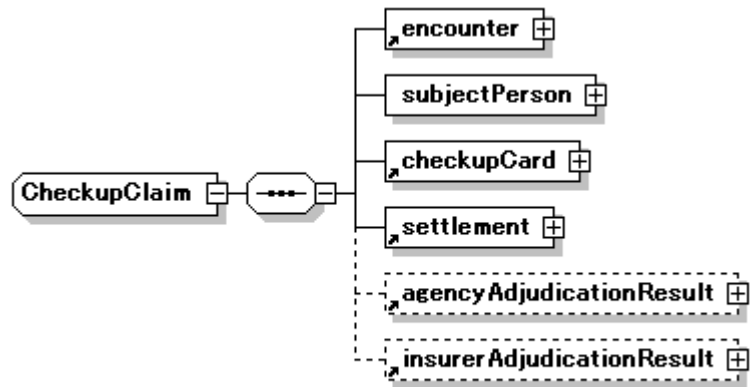 encounter
subjectPerson
checkupCard
CheckupClaim
settlement
agencyAdjudicationResult
insurerAdjudicationResult